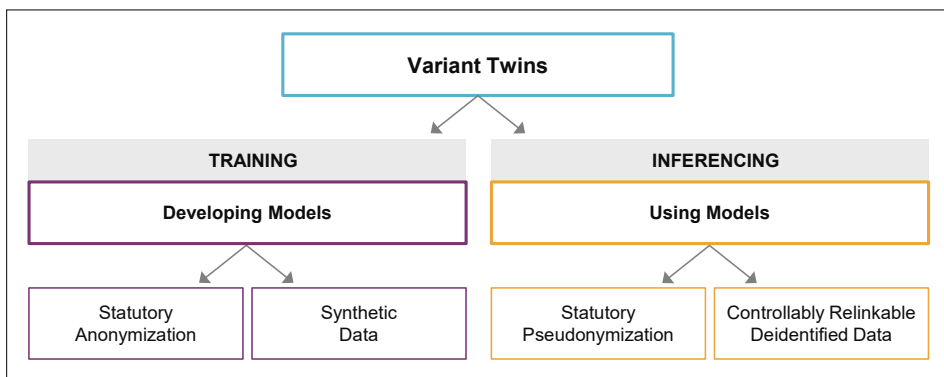 Variant Twins
TRAINING
INFERENCING
Developing Models
Using Models
Statutory
Anonymization
Synthetic
Data
Statutory
Pseudonymization
Controllably Relinkable
Deidentified Data